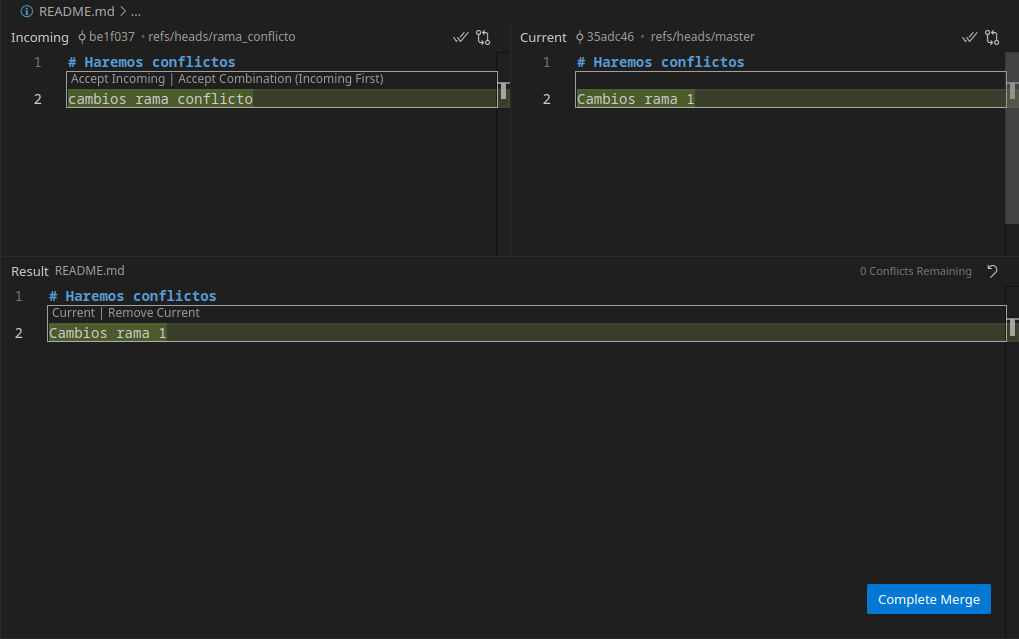 README.md > ...
Incoming be1f037 • refs/heads/rama_conflicto
1 # Haremos conflictos
Accept Incoming | Accept Combination (Incoming First)
2 cambios rama conflicto
Current 35adc46 • refs/heads/master
1 # Haremos conflictos
2 Cambios rama 1
Result README.md 0 Conflicts Remaining
1 # Haremos conflictos
Current | Remove Current
2 Cambios rama 1
Complete Merge